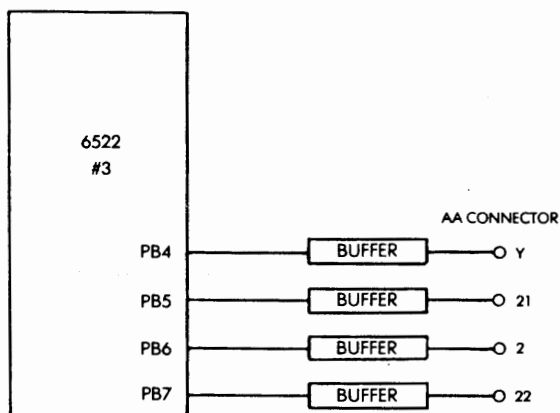 6522
#3
AA CONNECTOR
PB4 BUFFER Y
PB5 BUFFER 21
PB6 BUFFER 2
PB7 BUFFER 22